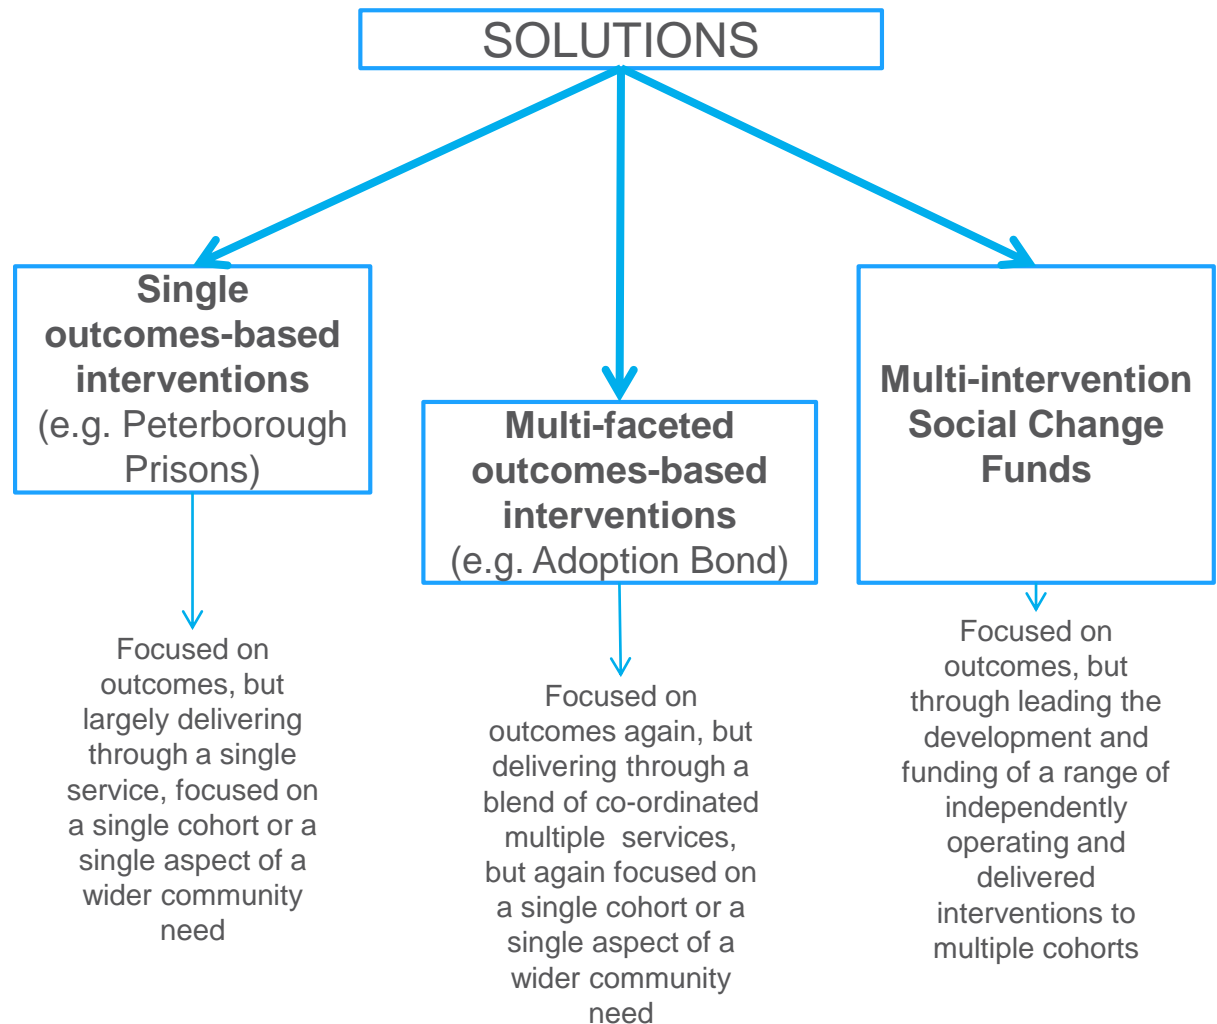 SOLUTIONS
Single
outcomes-based
interventions
(e.g. Peterborough
Prisons)
Focused on
outcomes, but
largely delivering
through a single
service, focused on
a single cohort or a
single aspect of a
wider community
need
Multi-faceted
outcomes-based
interventions
(e.g. Adoption Bond)
Focused on
outcomes again, but
delivering through a
blend of co-ordinated
multiple  services,
but again focused on
a single cohort or a
single aspect of a
wider community
need
Multi-intervention
Social Change
Funds
Focused on
outcomes, but
through leading the
development and
funding of a range of
independently
operating and
delivered
interventions to
multiple cohorts